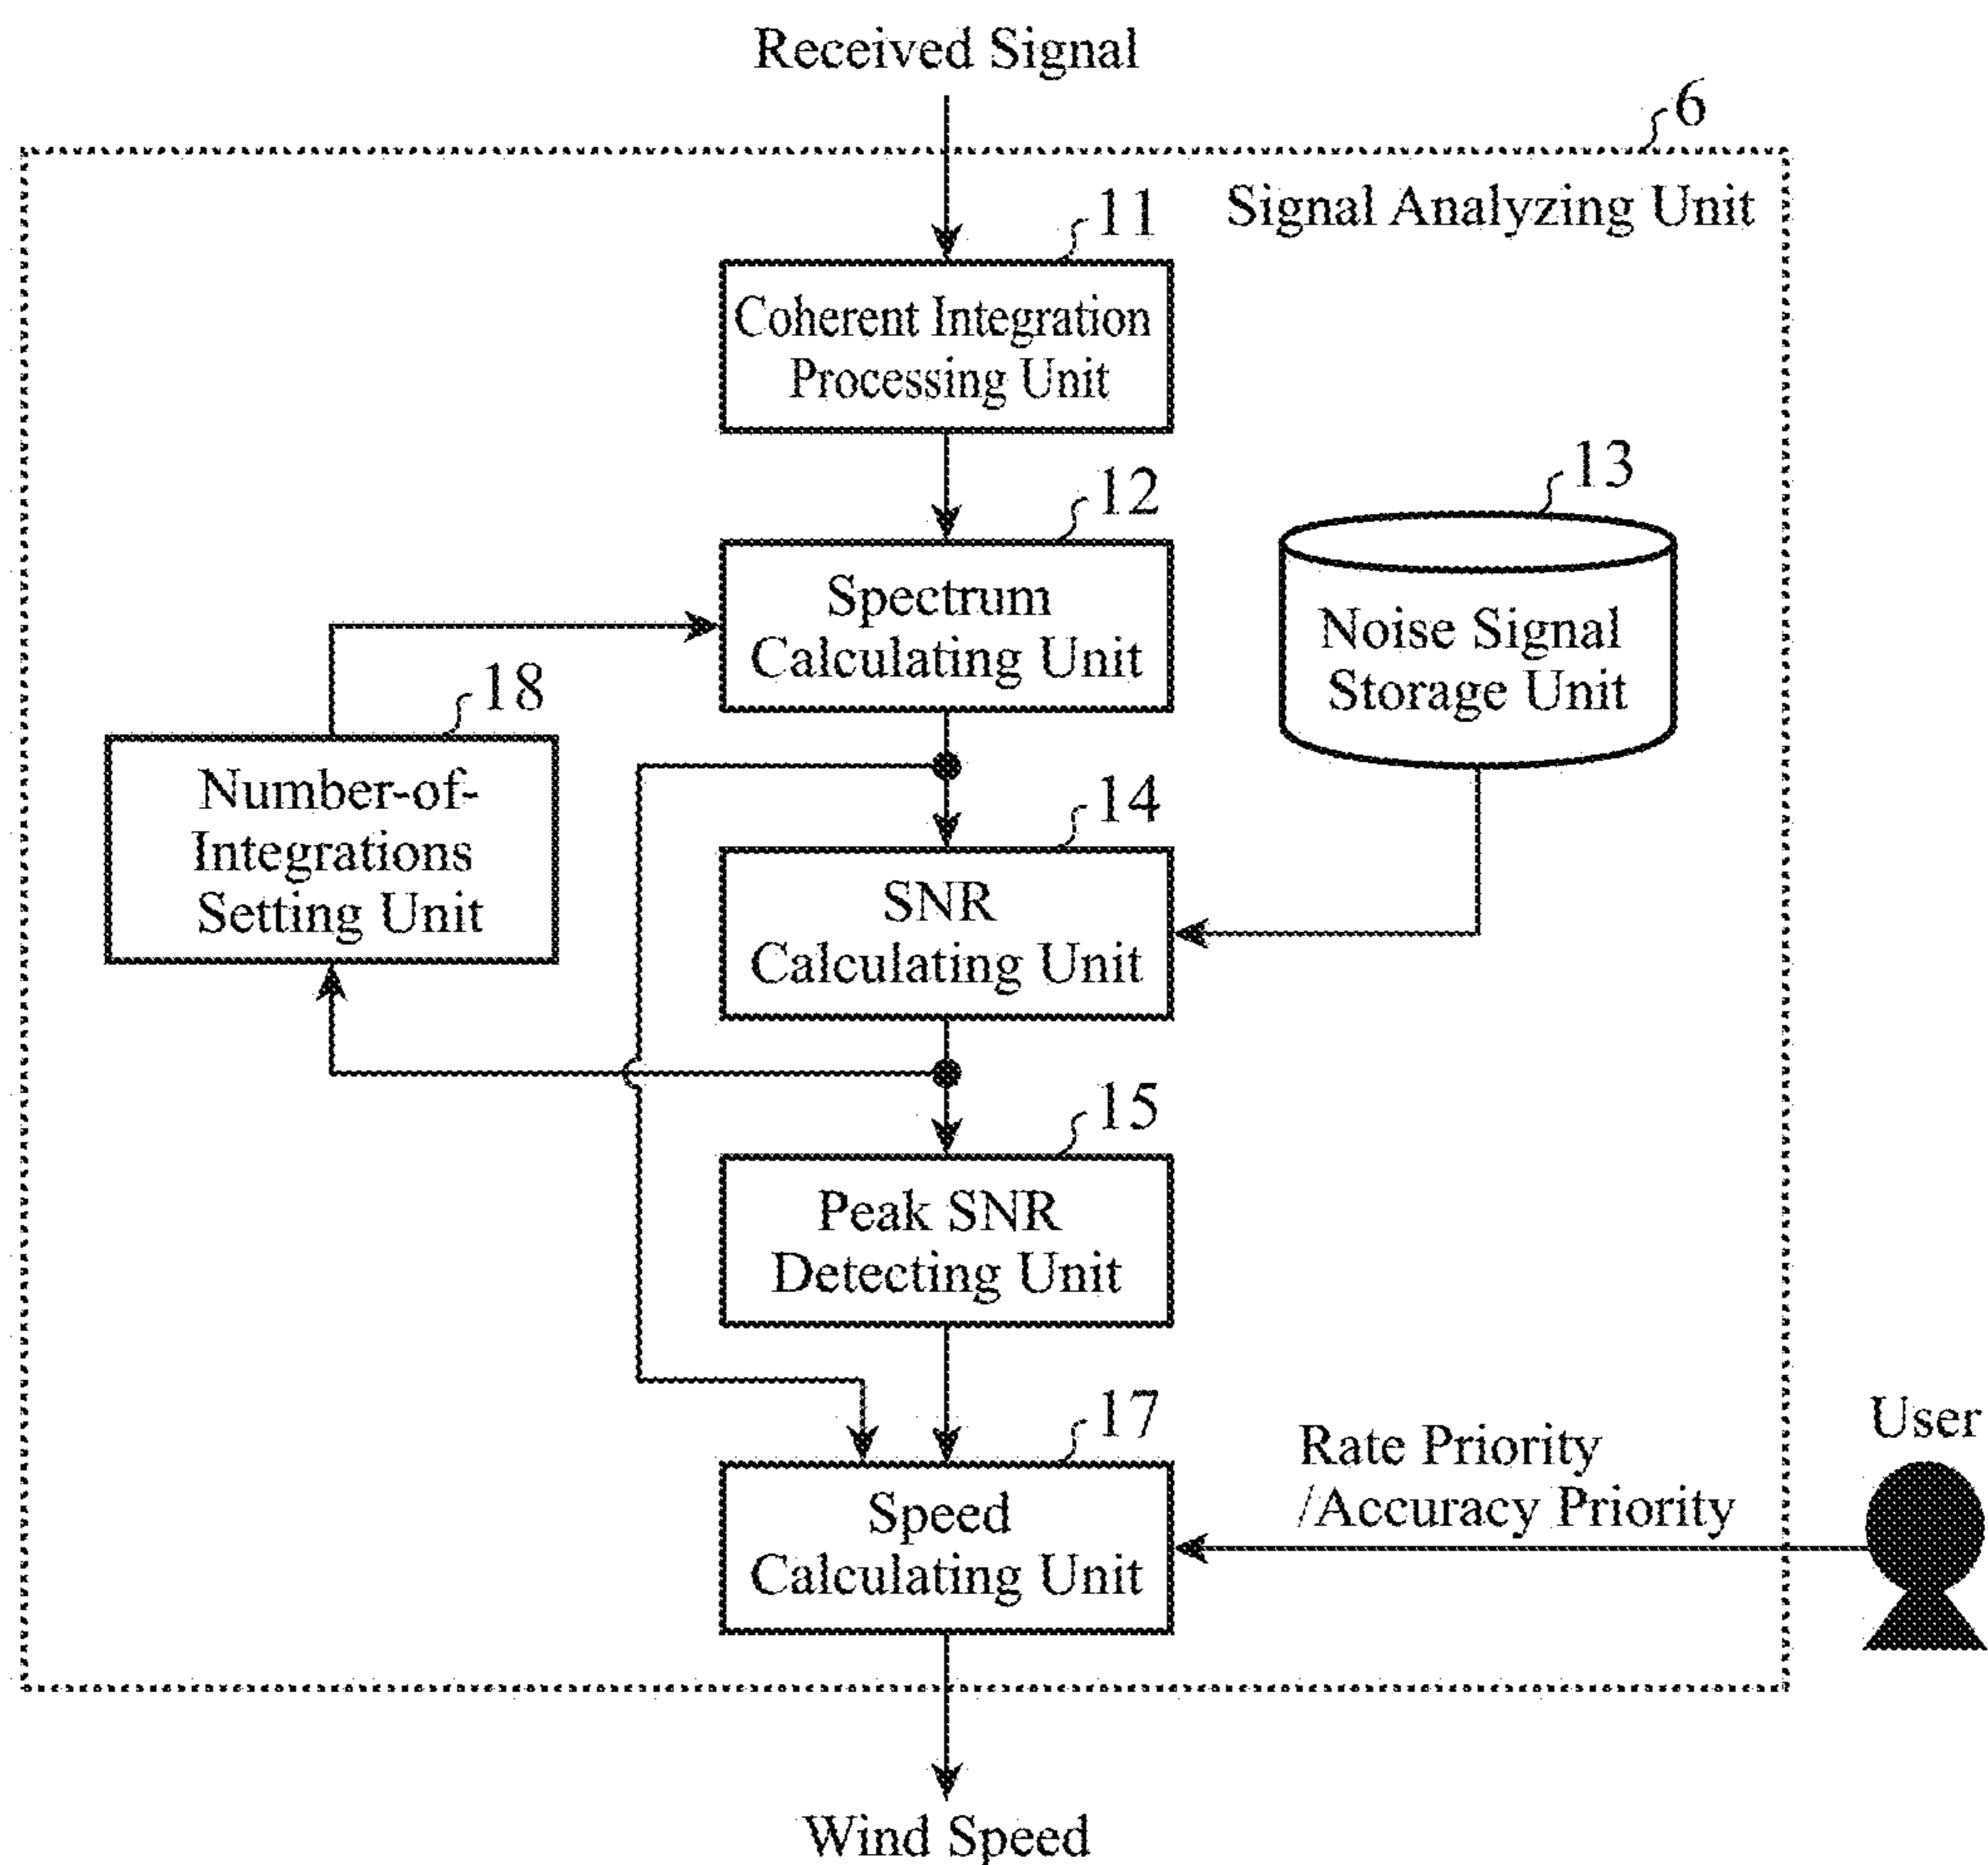 Received Signal
6
Signal Analyzing Unit
11
Coherent Integration
Processing Unit
12
Spectrum
Calculating Unit
13
Noise Signal
Storage Unit
18
Number-of-
Integrations
Setting Unit
14
SNR
Calculating Unit
15
Peak SNR
Detecting Unit
17
Speed
Calculating Unit
Rate Priority
/Accuracy Priority
User
Wind Speed